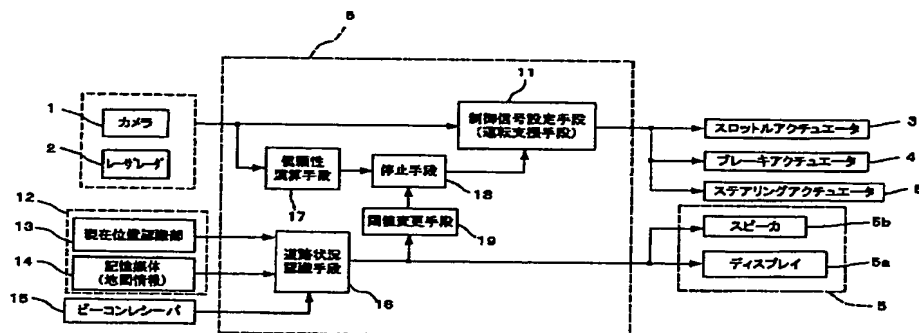 6
11
1
カメラ
制御信号設定手段
(運転支援手段)
スロットルアクチュエータ
3
2
レーザレーダ
信頼性
演算手段
停止手段
ブレーキアクチュエータ
4
17
18
ステアリングアクチュエータ
12
13
現在位置認識部
閾値変更手段
19
スピーカ
5b
14
記憶媒体
(地図情報)
道路状況
認識手段
ディスプレイ
5a
15
ビーコンレシーバ
16
5